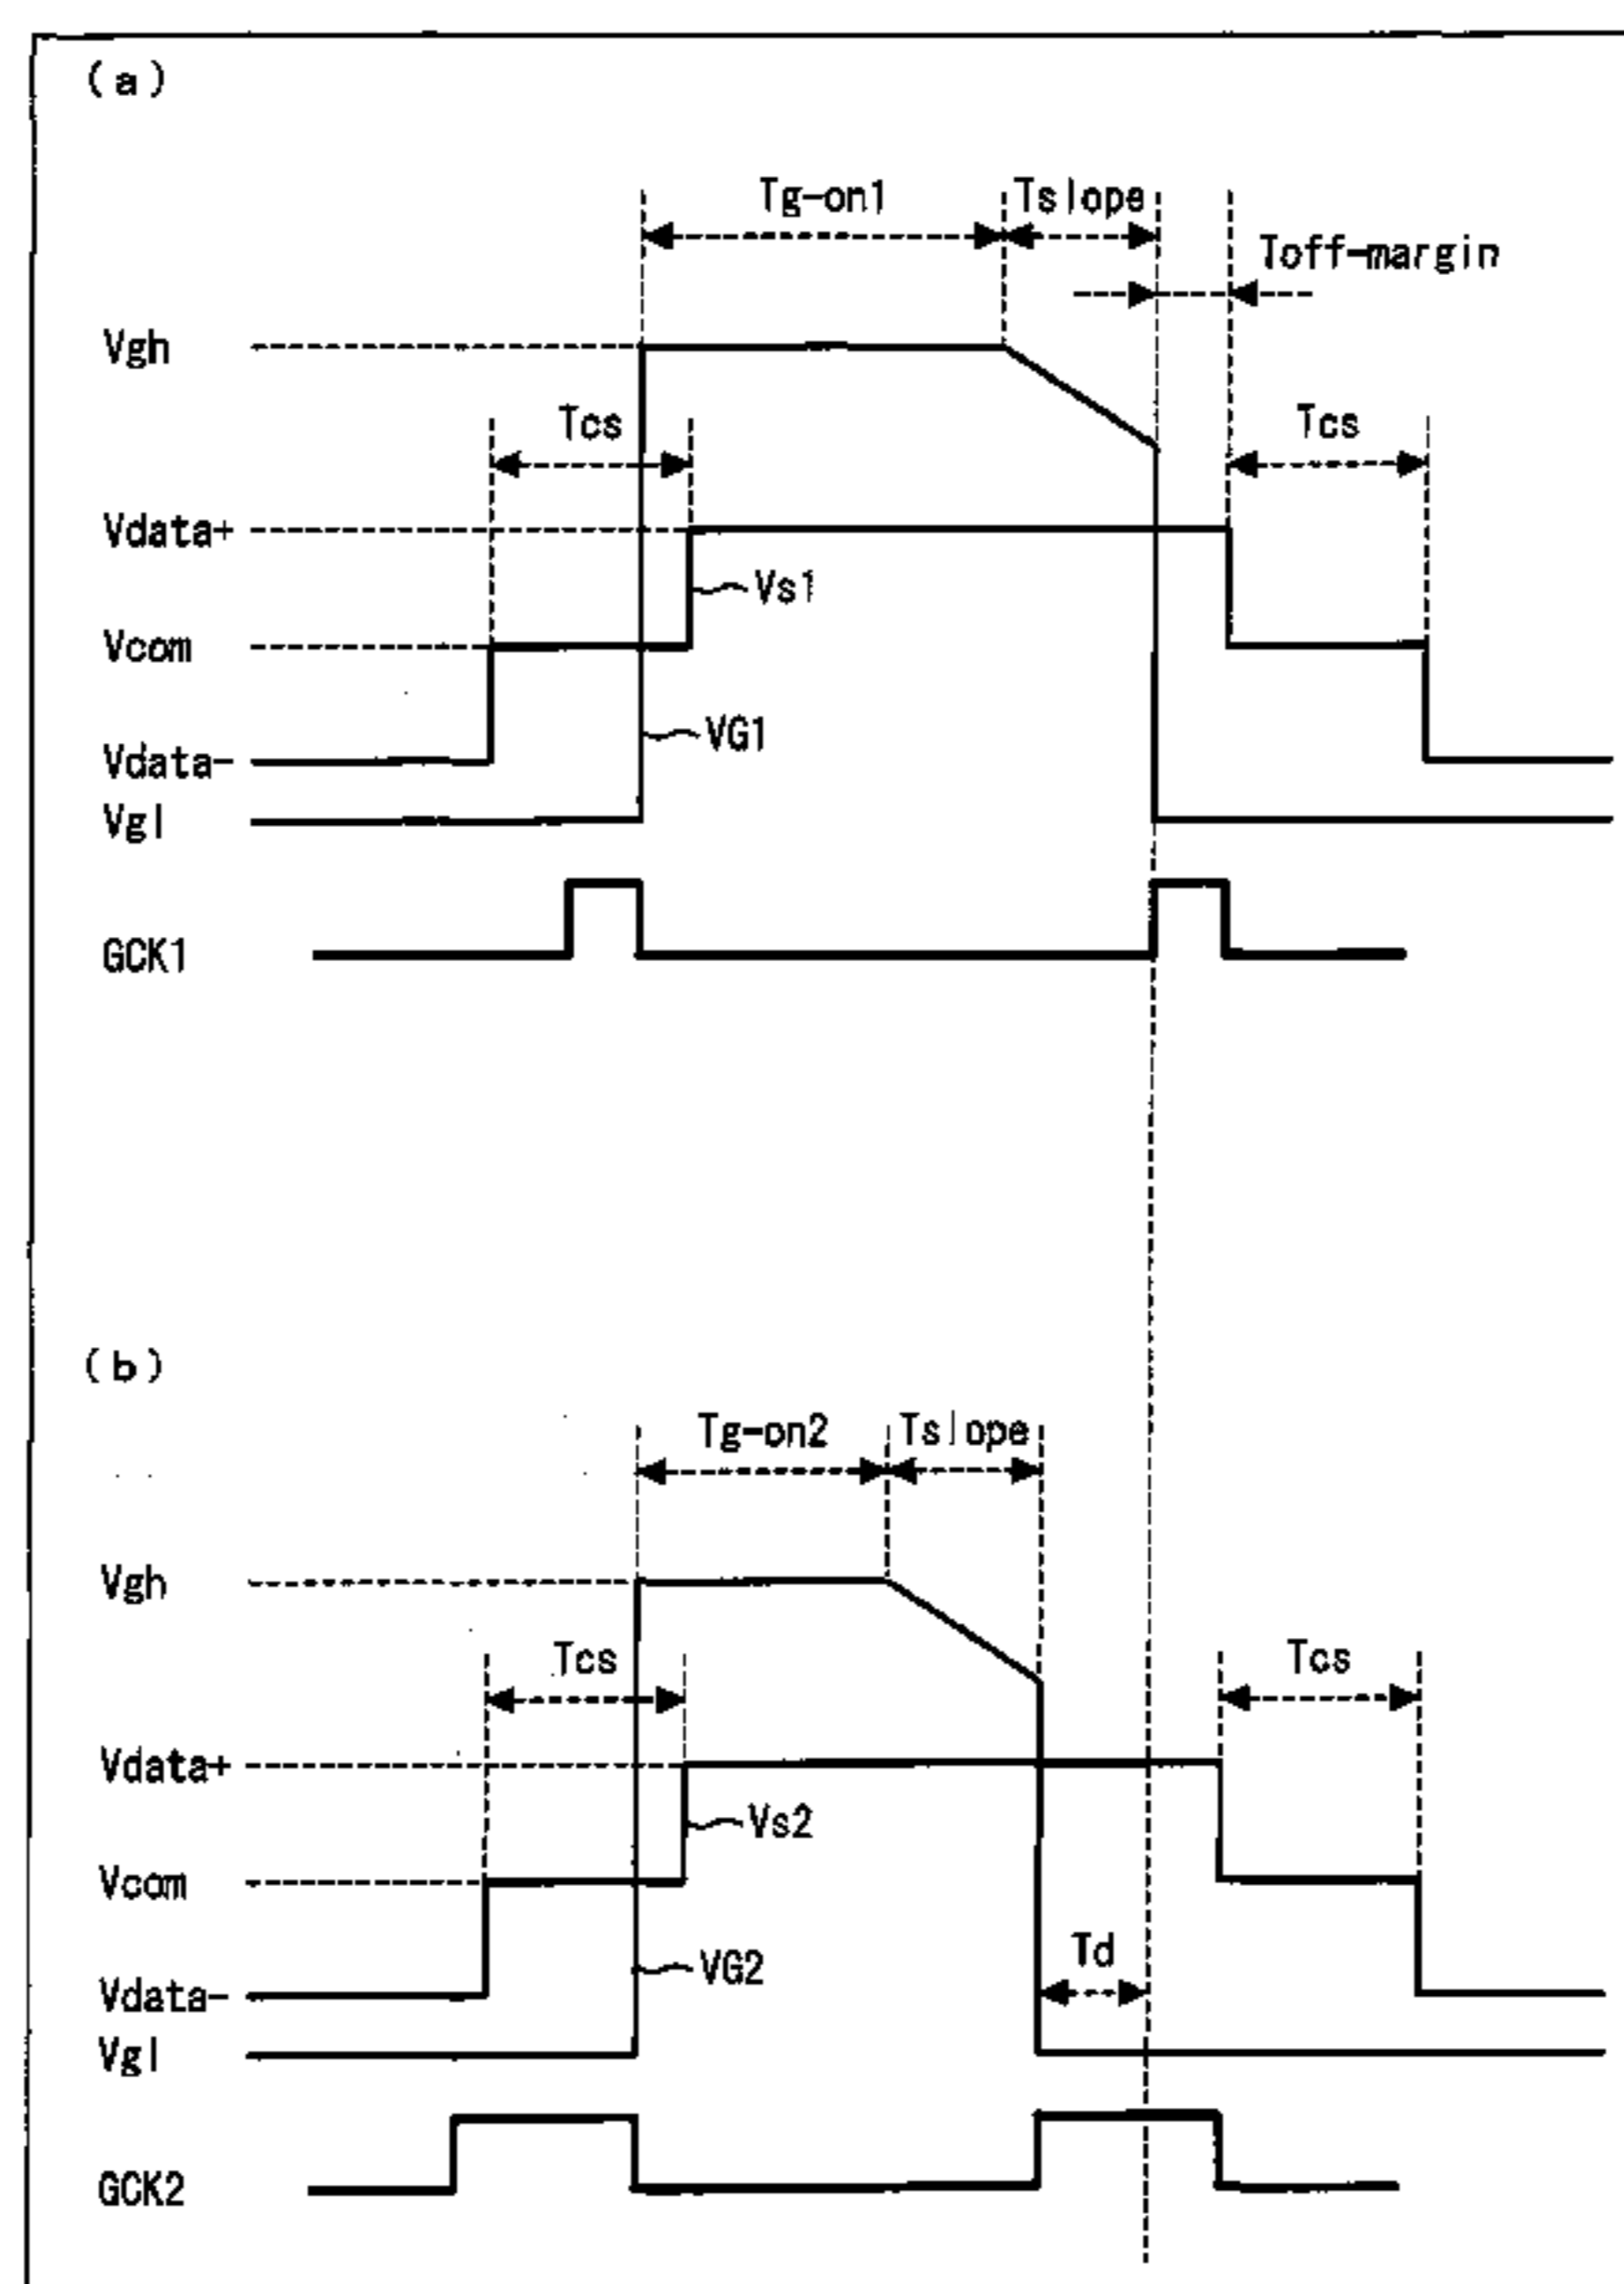 (a)
Tg-on1
Tslope
Toff-margin
Vgh
Tcs
Tcs
Vdata+
Vs1
Vcom
VG1
Vdata-
Vgl
GCK1
(b)
Tg-on2
Tslope
Vgh
Tcs
Tcs
Vdata+
Vs2
Vcom
Td
VG2
Vdata-
Vgl
GCK2